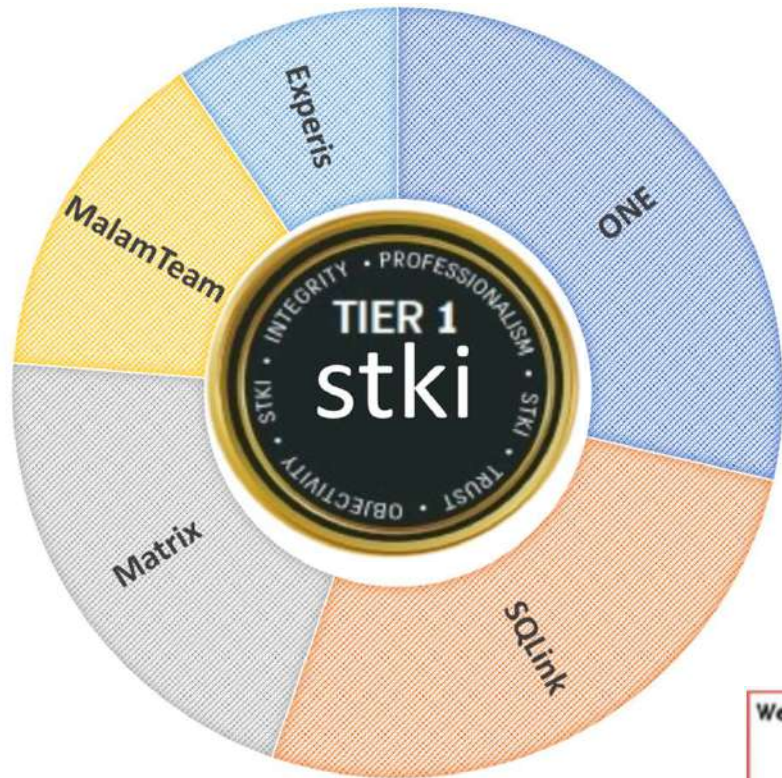 Experis
ONE
MalamTeam
INTEGRITY • PROFESSIONALISM • STKI • TRUST • OBJECTIVITY • STKI •
TIER 1
stki
Matrix
SQLink
We